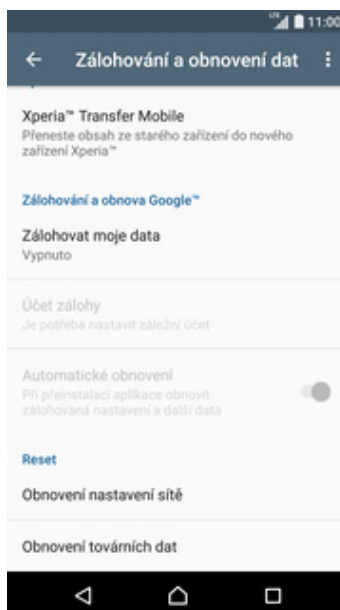 LTE 11:00
Zálohování a obnovení dat
Xperia™ Transfer Mobile
Přeneste obsah ze starého zařízení do nového
zařízení Xperia™
Zálohování a obnova Google™
Zálohovat moje data
Vypnuto
Účet zálohy
Je potřeba nastavit záložní účet
Automatické obnovení
Při přeinstalaci aplikace obnovit
zálohovaná nastavení a další data
Reset
Obnovení nastavení sítě
Obnovení továrních dat